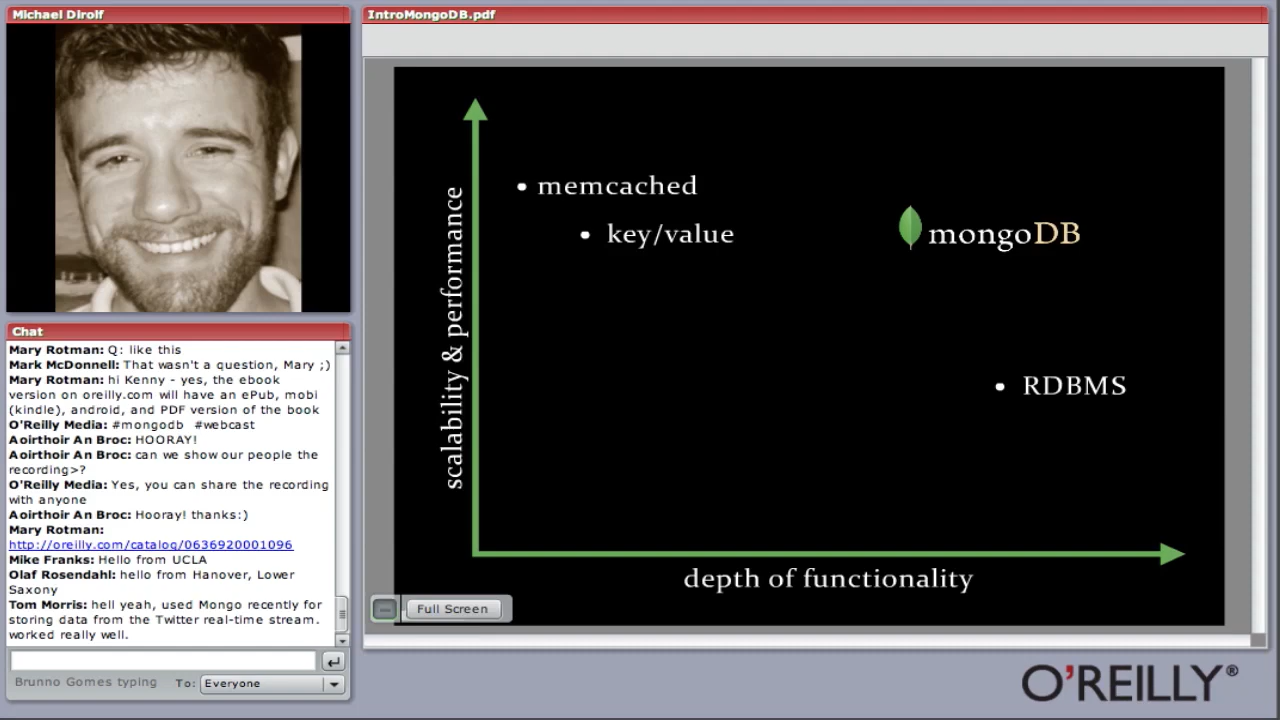 Michael Dirolf
IntroMongoDB.pdf
scalability & performance
memcached
key/value
mongoDB
RDBMS
depth of functionality
Full Screen
Chat
Mary Rotman: Q: like this
Mark McDonnell: That wasn't a question, Mary ;)
Mary Rotman: hi Kenny - yes, the ebook
version on oreilly.com will have an ePub, mobi
(kindle), android, and PDF version of the book
O'Reilly Media: #mongodb #webcast
Aoirthoir An Broc: HOORAY!
Aoirthoir An Broc: can we show our people the
recording>?
O'Reilly Media: Yes, you can share the recording
with anyone
Aoirthoir An Broc: Hooray! thanks:)
Mary Rotman:
http://oreilly.com/catalog/0636920001096
Mike Franks: Hello from UCLA
Olaf Rosendahl: hello from Hanover, Lower
Saxony
Tom Morris: hell yeah, used Mongo recently for
storing data from the Twitter real-time stream.
worked really well.
Brunno Gomes typing To: Everyone
O'REILLY®